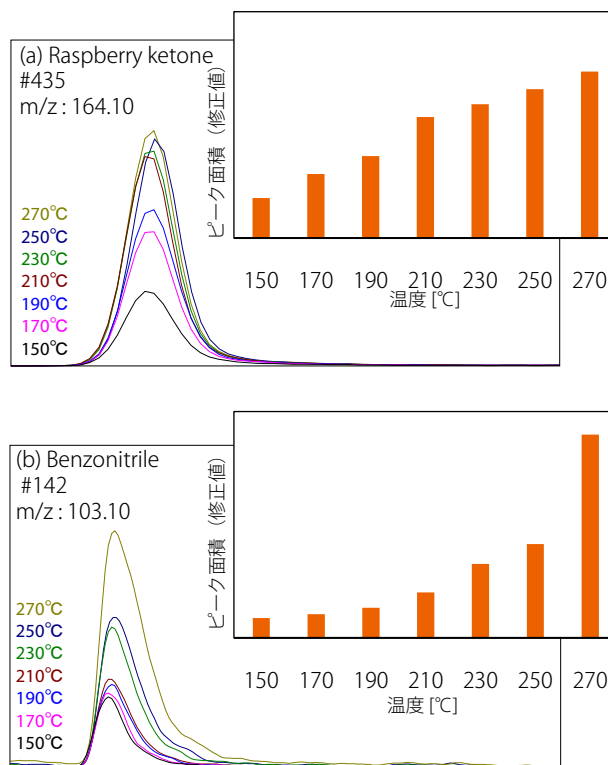 (a) Raspberry ketone
#435
m/z : 164.10
270℃
250℃
230℃
210℃
190℃
170℃
150℃
ピーク面積（修正値）
150 170 190 210 230 250 270
温度 [℃]
(b) Benzonitrile
#142
m/z : 103.10
270℃
250℃
230℃
210℃
190℃
170℃
150℃
ピーク面積（修正値）
150 170 190 210 230 250 270
温度 [℃]